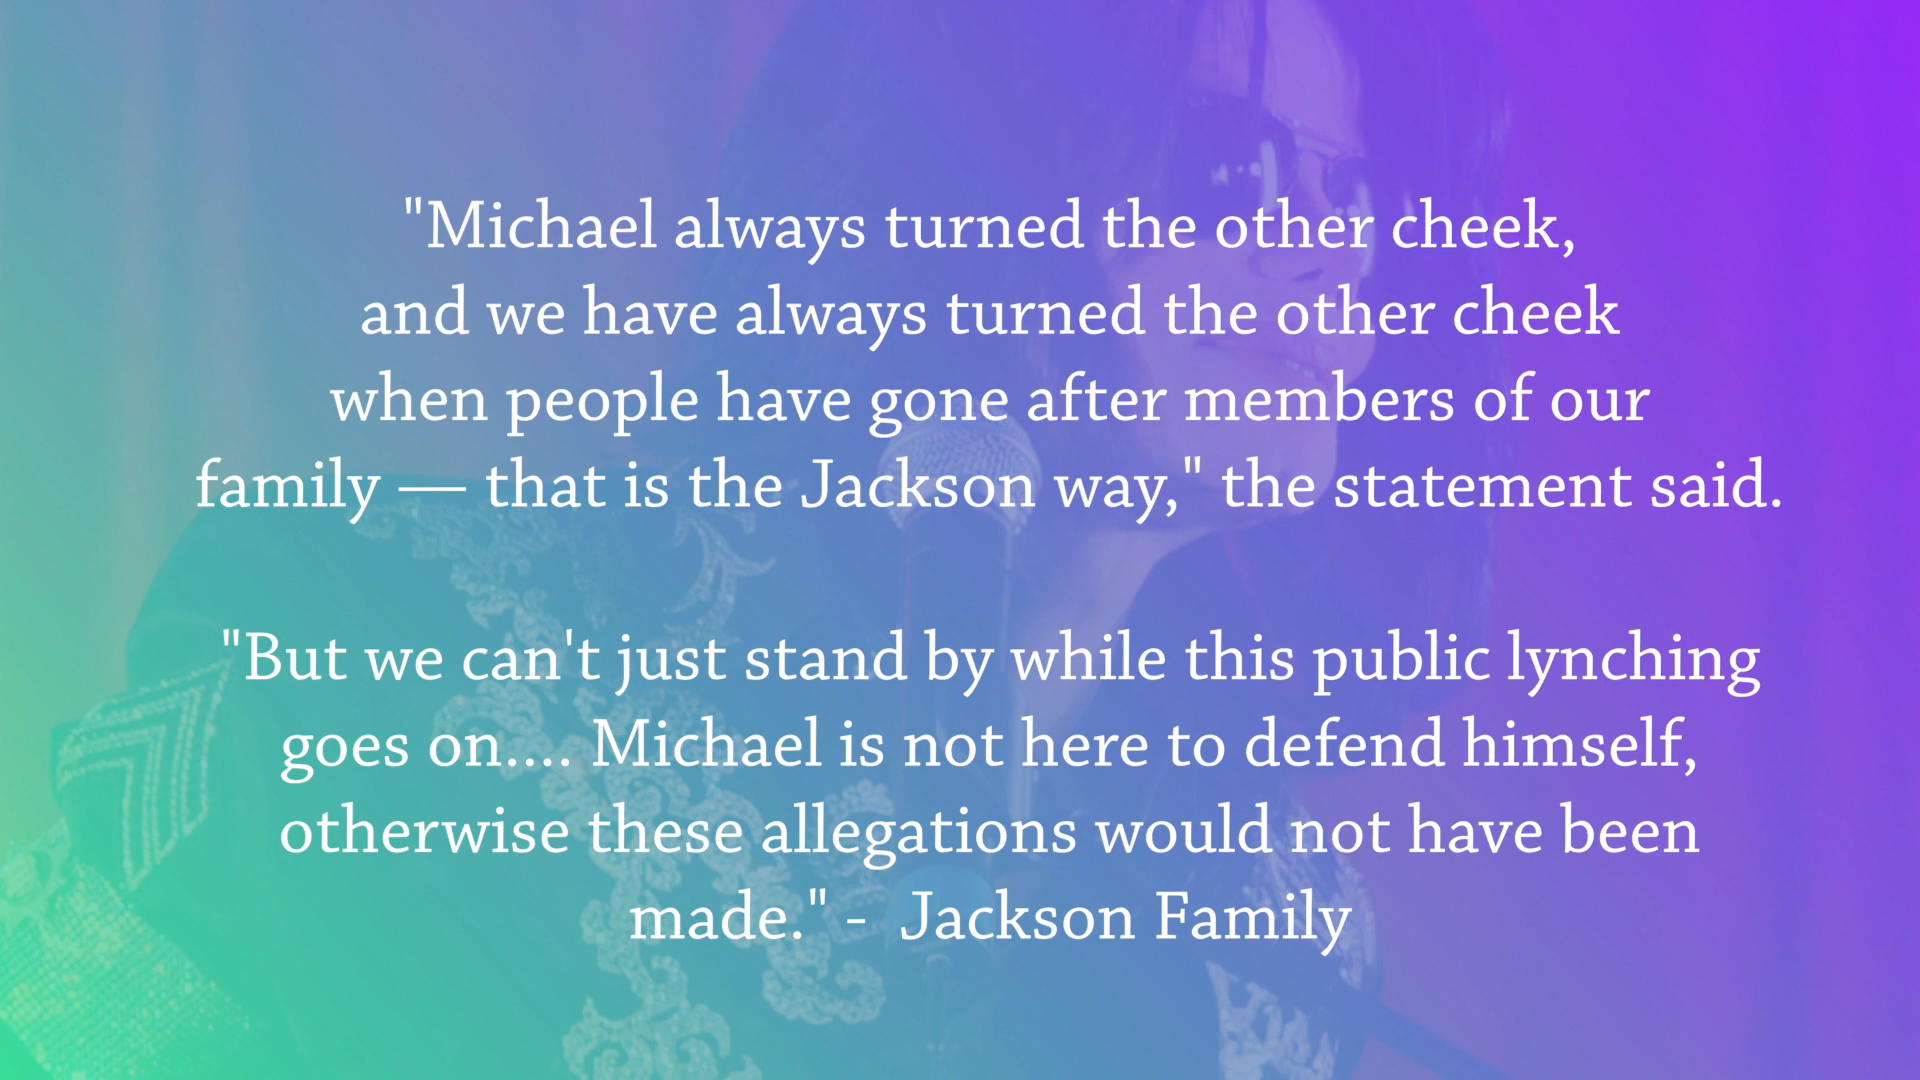 "Michael always turned the other cheek,
and we have always turned the other cheek
when people have gone after members of our
family — that is the Jackson way," the statement said.
"But we can't just stand by while this public lynching
goes on.... Michael is not here to defend himself,
otherwise these allegations would not have been
made." -  Jackson Family